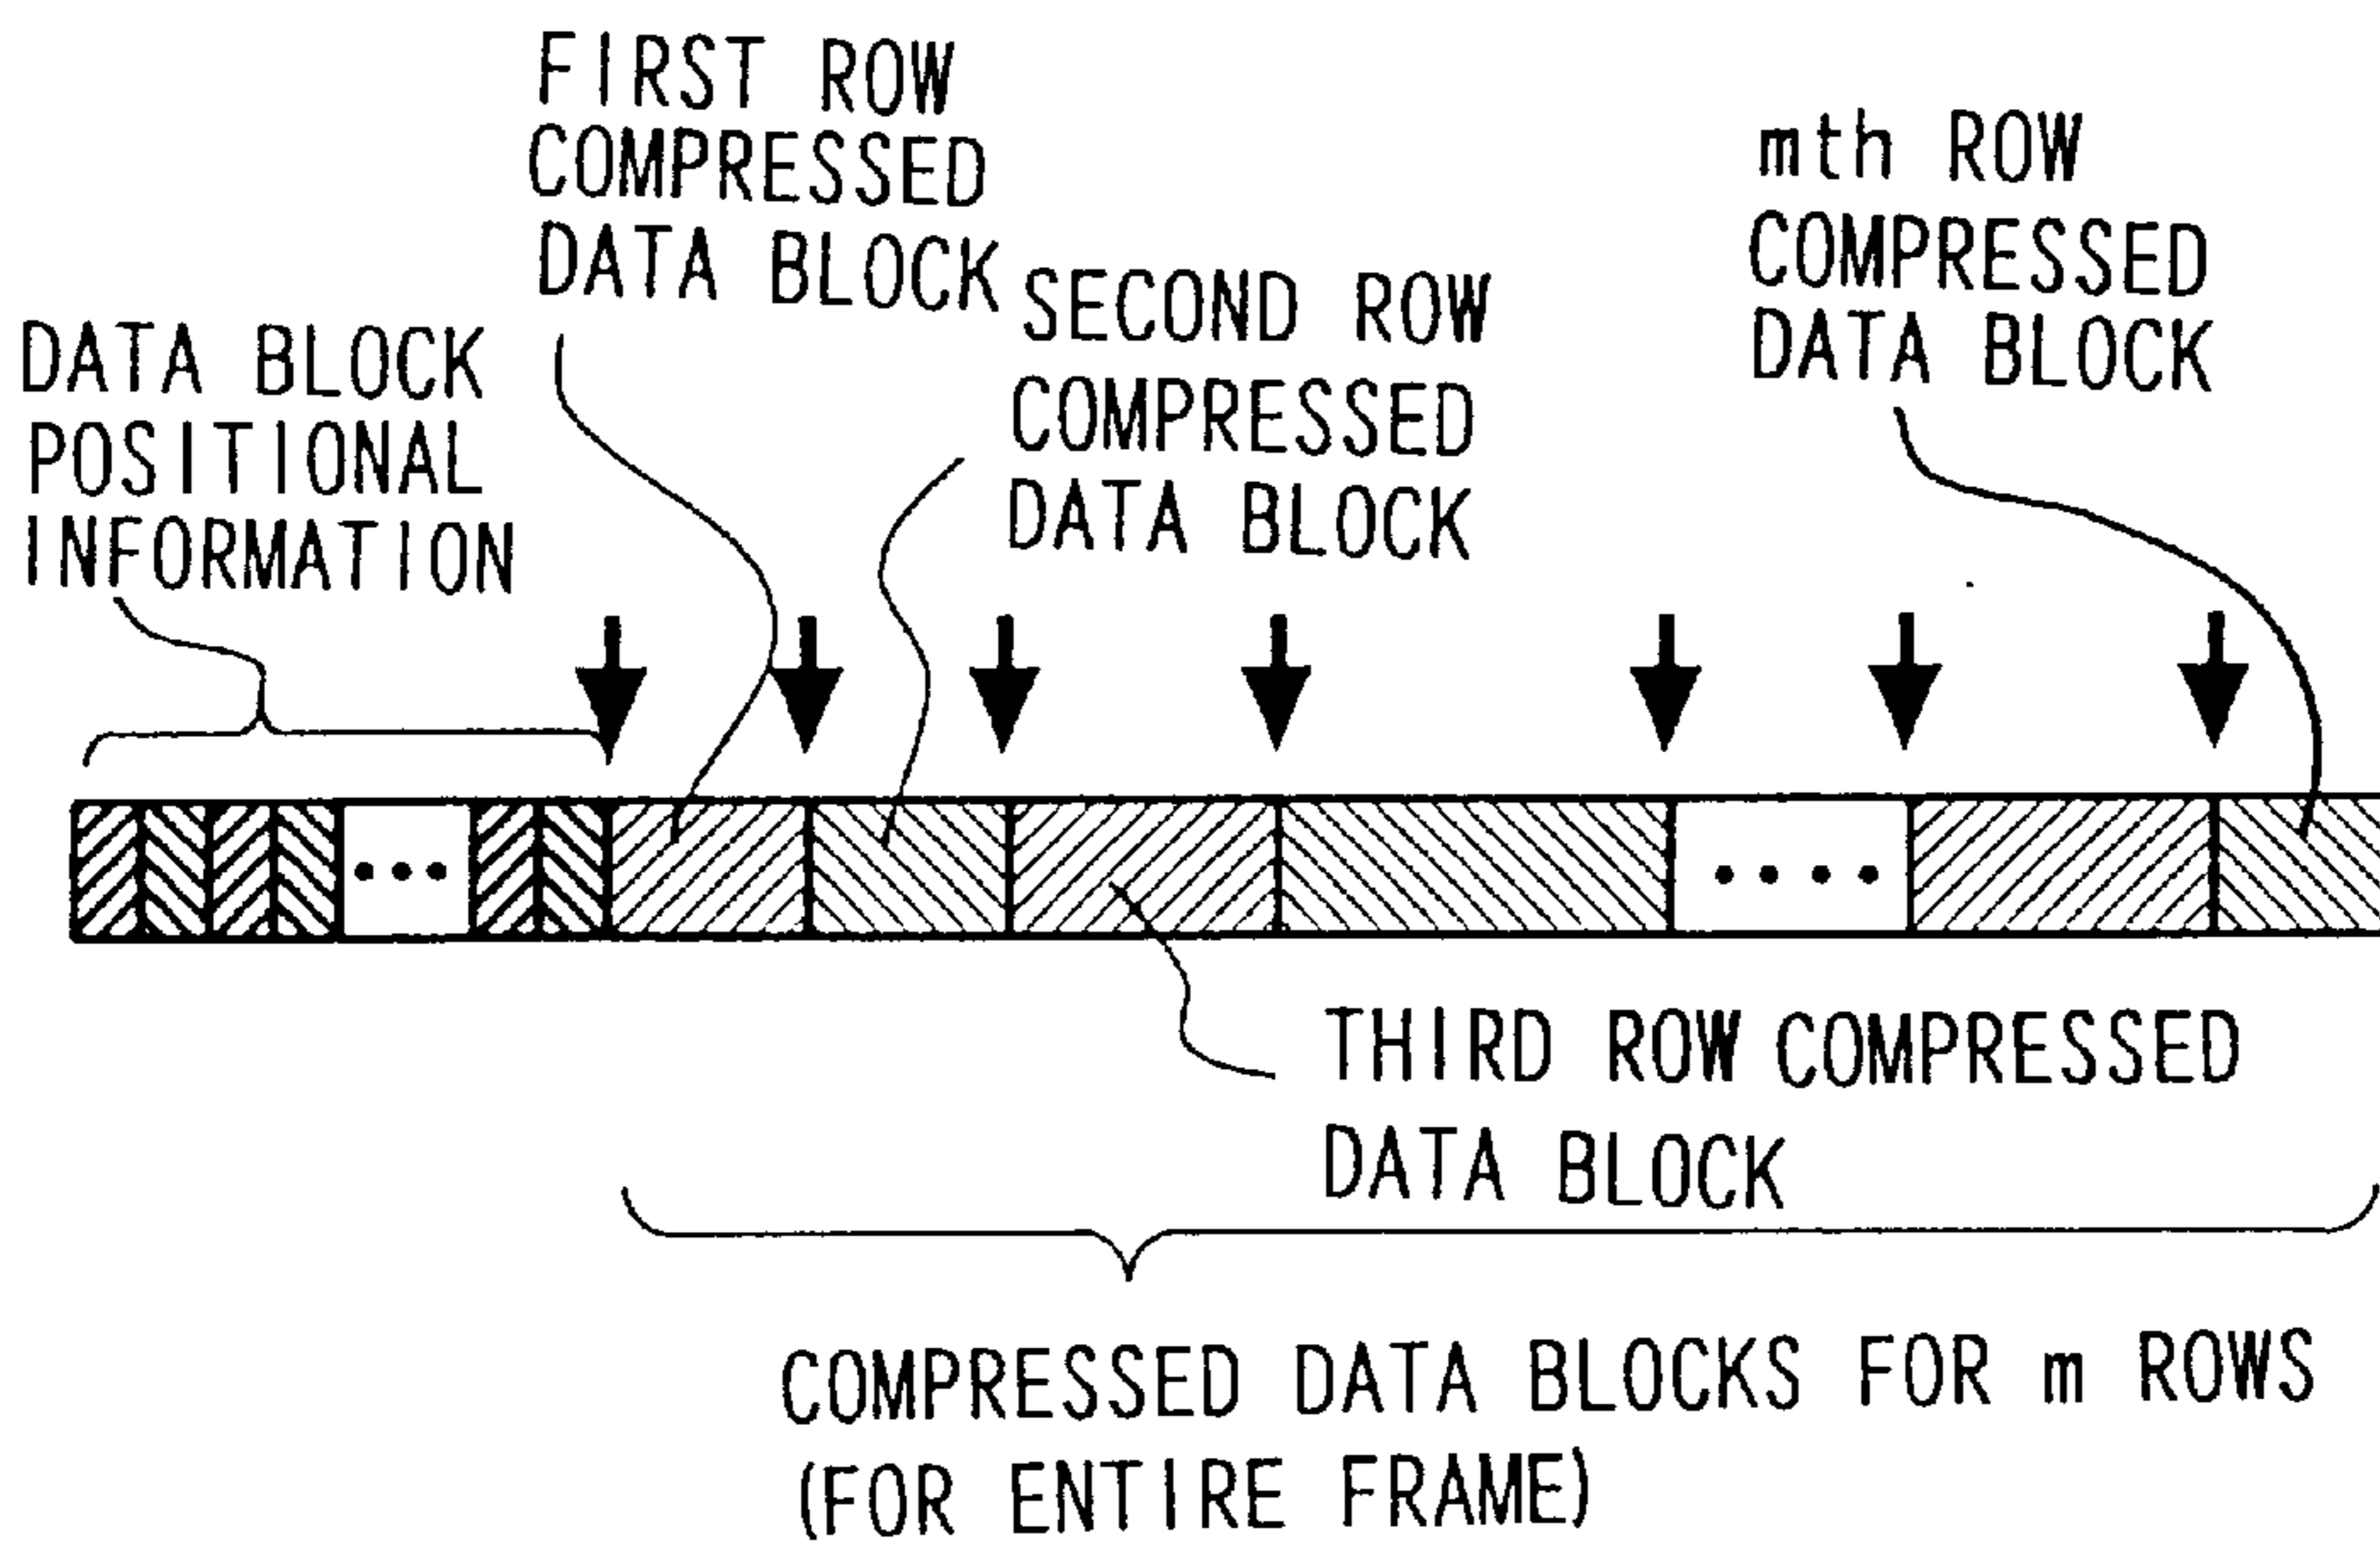 FIRST ROW
COMPRESSED
DATA BLOCK
mth ROW
COMPRESSED
DATA BLOCK
SECOND ROW
COMPRESSED
DATA BLOCK
DATA BLOCK
POSITIONAL
INFORMATION
THIRD ROW COMPRESSED
DATA BLOCK
COMPRESSED DATA BLOCKS FOR m ROWS
(FOR ENTIRE FRAME)